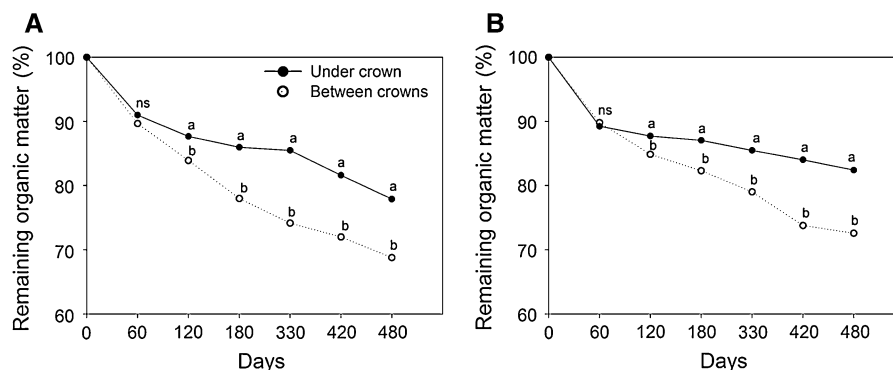 A
Remaining organic matter (%)
100
90
80
70
60
Under crown
Between crowns
ns
a
a
a
a
a
b
b
b
b
b
0 60 120 180 330 420 480
Days
B
Remaining organic matter (%)
100
90
80
70
60
ns
a
a
a
a
a
b
b
b
b
b
0 60 120 180 330 420 480
Days